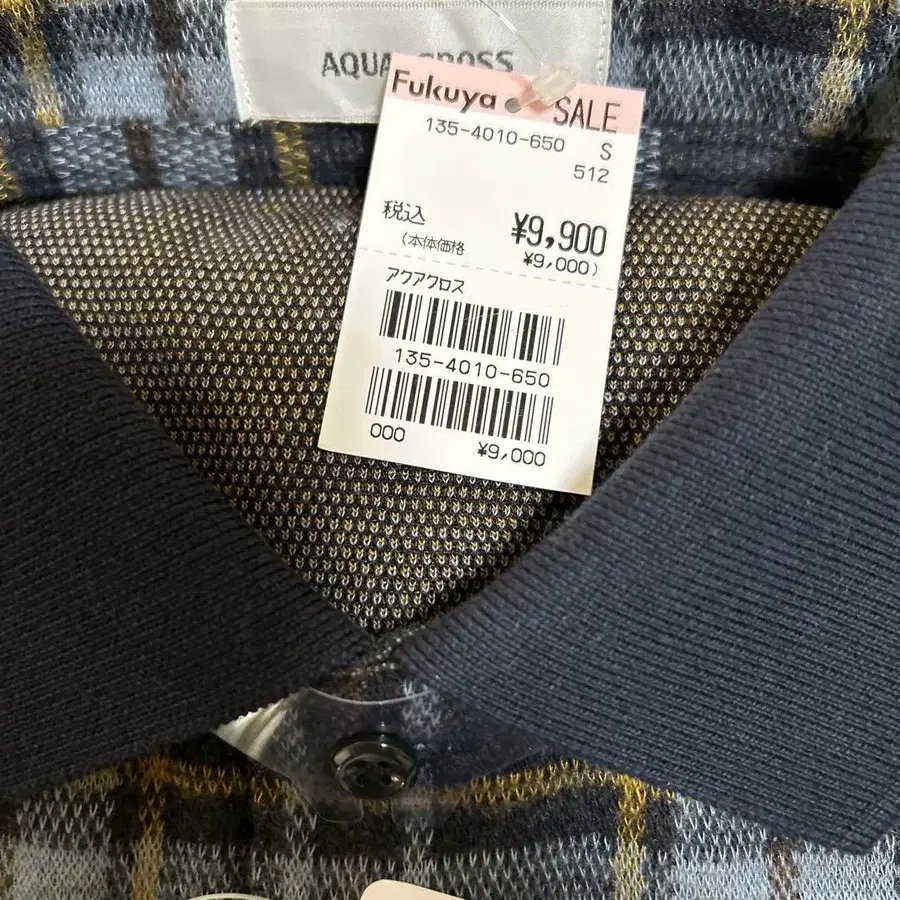 AQUA CROSS
Fukuya SALE
135-4010-650 S
512
税込 ¥9,900
(本体価格 ¥9,000)
アクアクロス
135-4010-650
000 ¥9,000